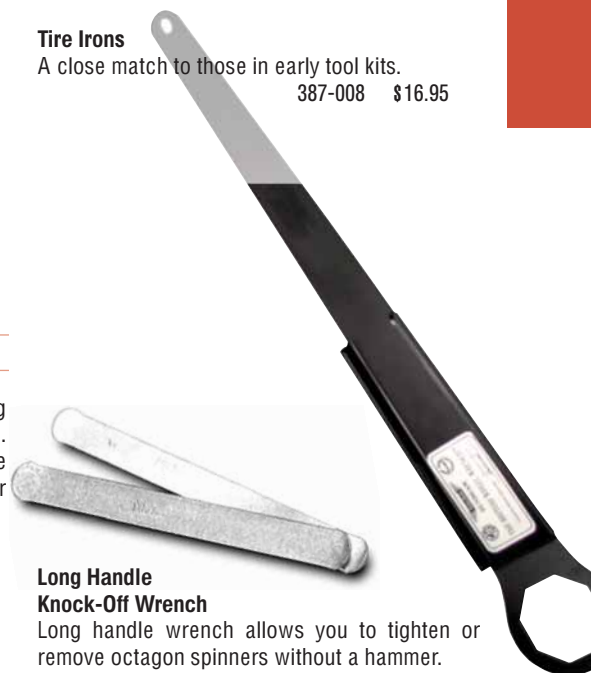 Tire Irons
A close match to those in early tool kits.
387-008 $16.95
g
.
e
r
Long Handle
Knock-Off Wrench
Long handle wrench allows you to tighten or
remove octagon spinners without a hammer.